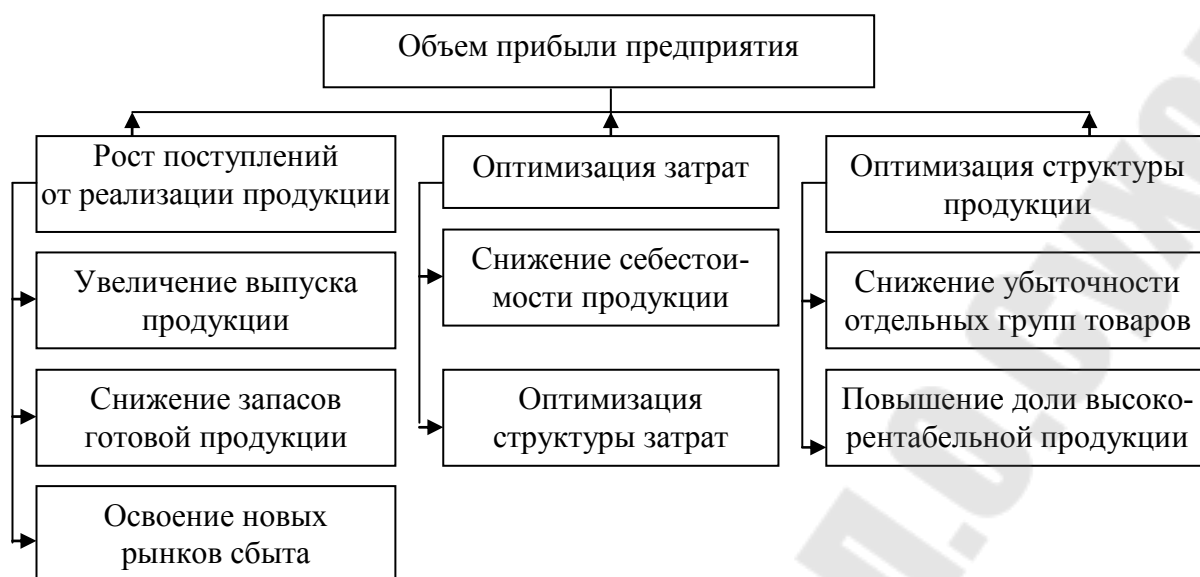 Объем прибыли предприятия
Рост поступлений
от реализации продукции
Увеличение выпуска
продукции
Снижение запасов
готовой продукции
Освоение новых
рынков сбыта
Оптимизация затрат
Снижение себестои-
мости продукции
Оптимизация
структуры затрат
Оптимизация структуры
продукции
Снижение убыточности
отдельных групп товаров
Повышение доли высоко-
рентабельной продукции